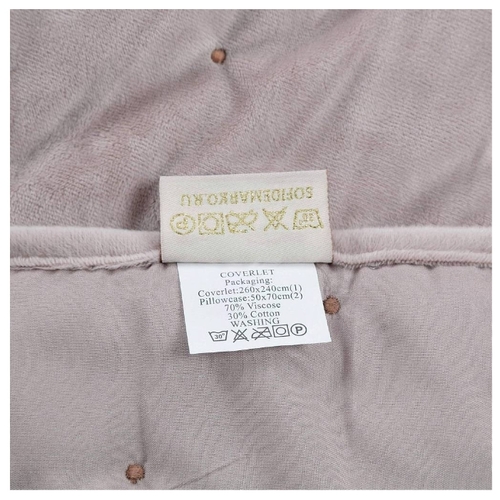 SOFIDEMARKO.RU
COVERLET
Packaging:
Coverlet:260x240cm(1)
Pillowcase:50x70cm(2)
70% Viscose
30% Cotton
WASHING
30°
P